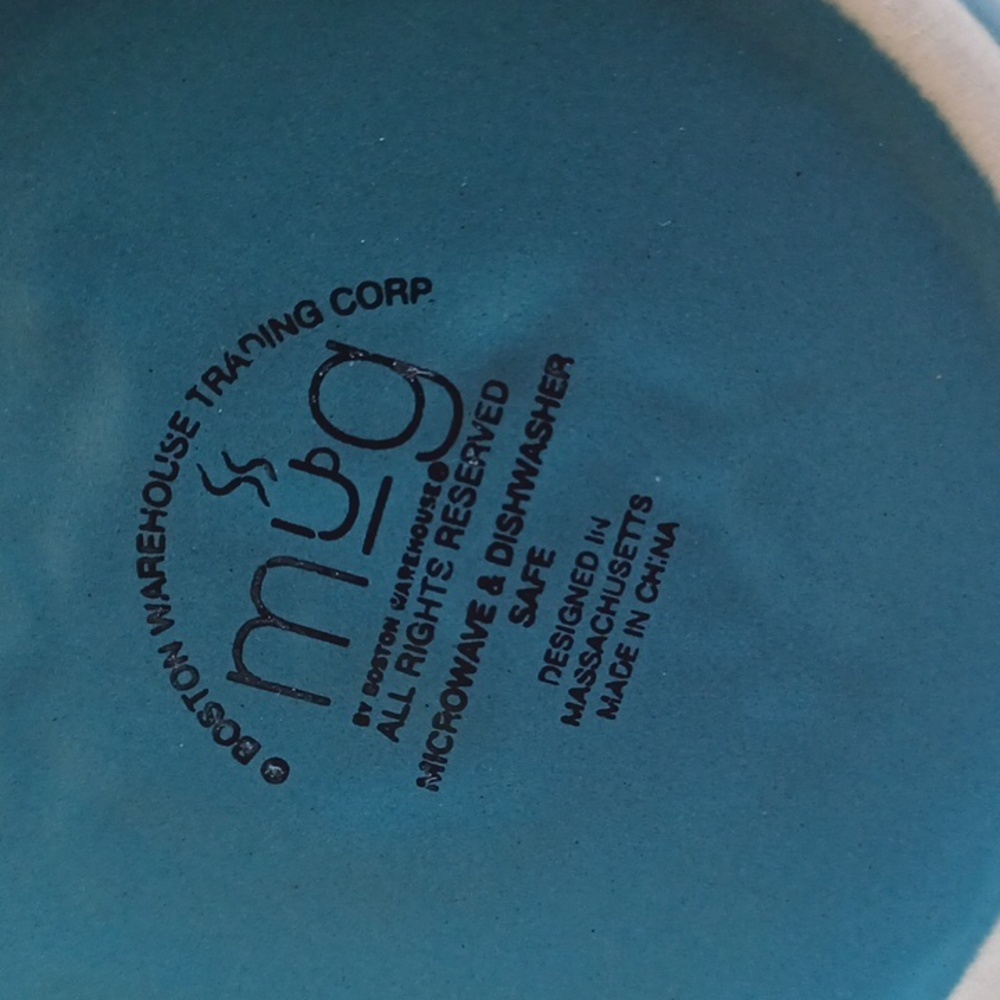 © BOSTON WAREHOUSE TRADING CORP.
mug
BY BOSTON WAREHOUSE®
ALL RIGHTS RESERVED
MICROWAVE & DISHWASHER
SAFE
DESIGNED IN
MASSACHUSETTS
MADE IN CHINA